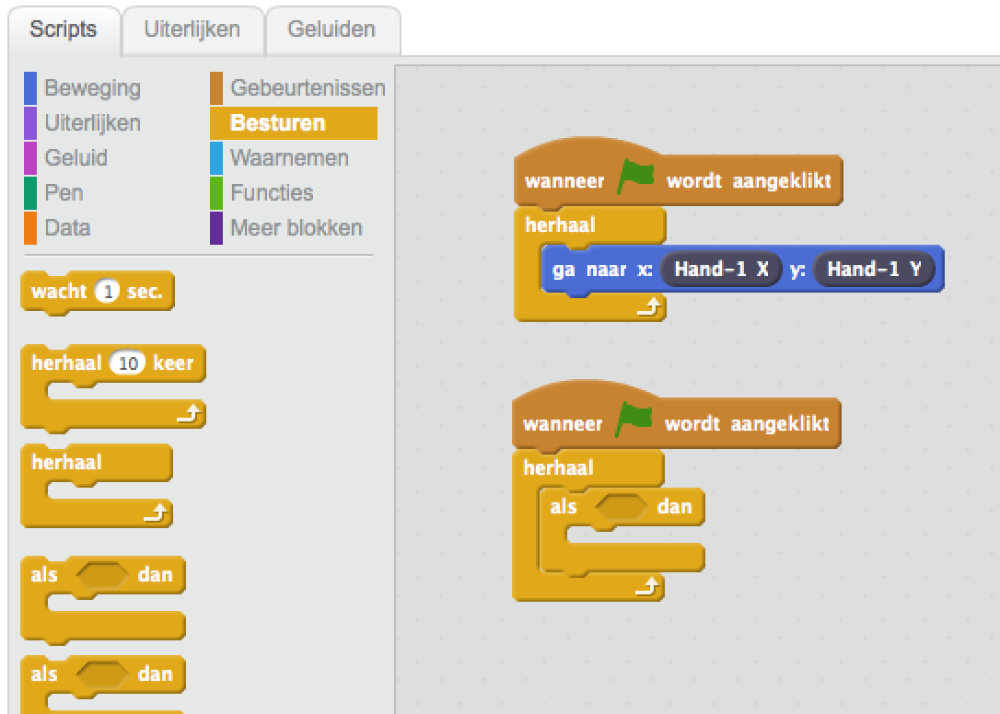 Scripts Uiterlijken Geluiden
Beweging
Uiterlijken
Geluid
Pen
Data
Gebeurtenissen
Besturen
Waarnemen
Functies
Meer blokken
wacht 1 sec.
herhaal 10 keer
herhaal
als dan
als dan
wanneer wordt aangeklikt
herhaal
ga naar x: Hand-1 X y: Hand-1 Y
wanneer wordt aangeklikt
herhaal
als dan